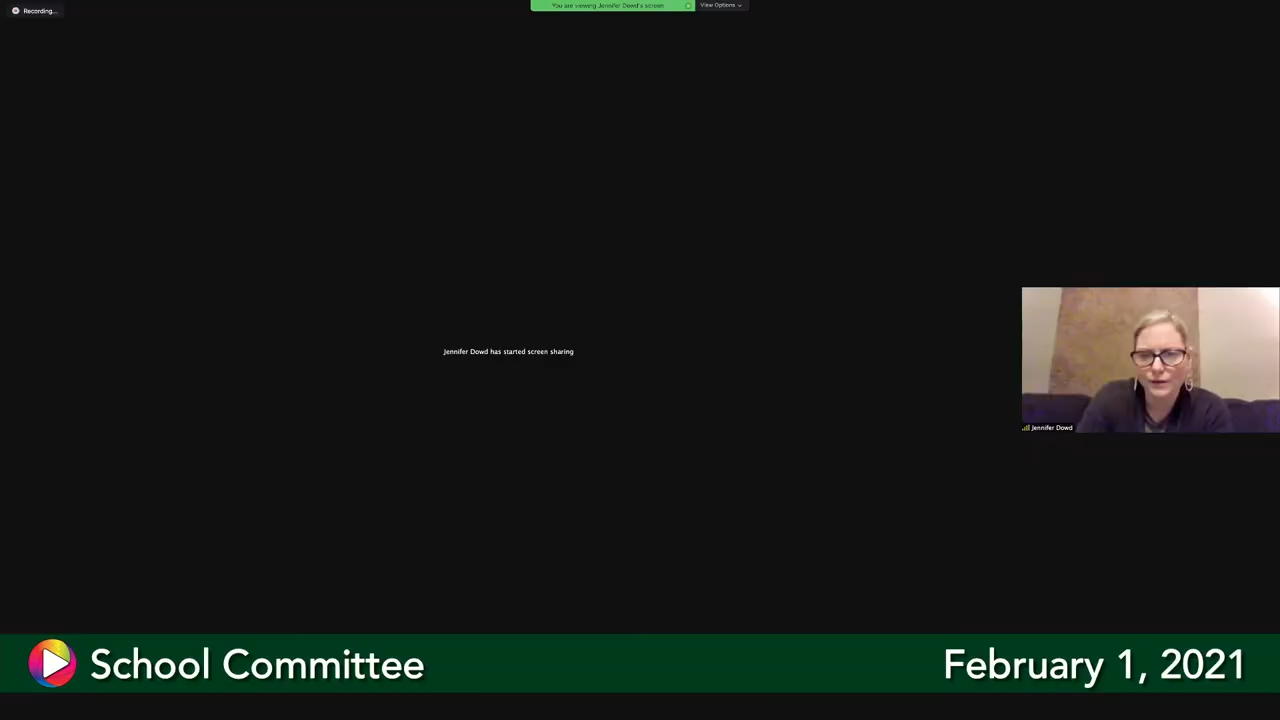 Recording...
You are viewing Jennifer Dowd's screen
View Options
Jennifer Dowd has started screen sharing
Jennifer Dowd
School Committee
February 1, 2021